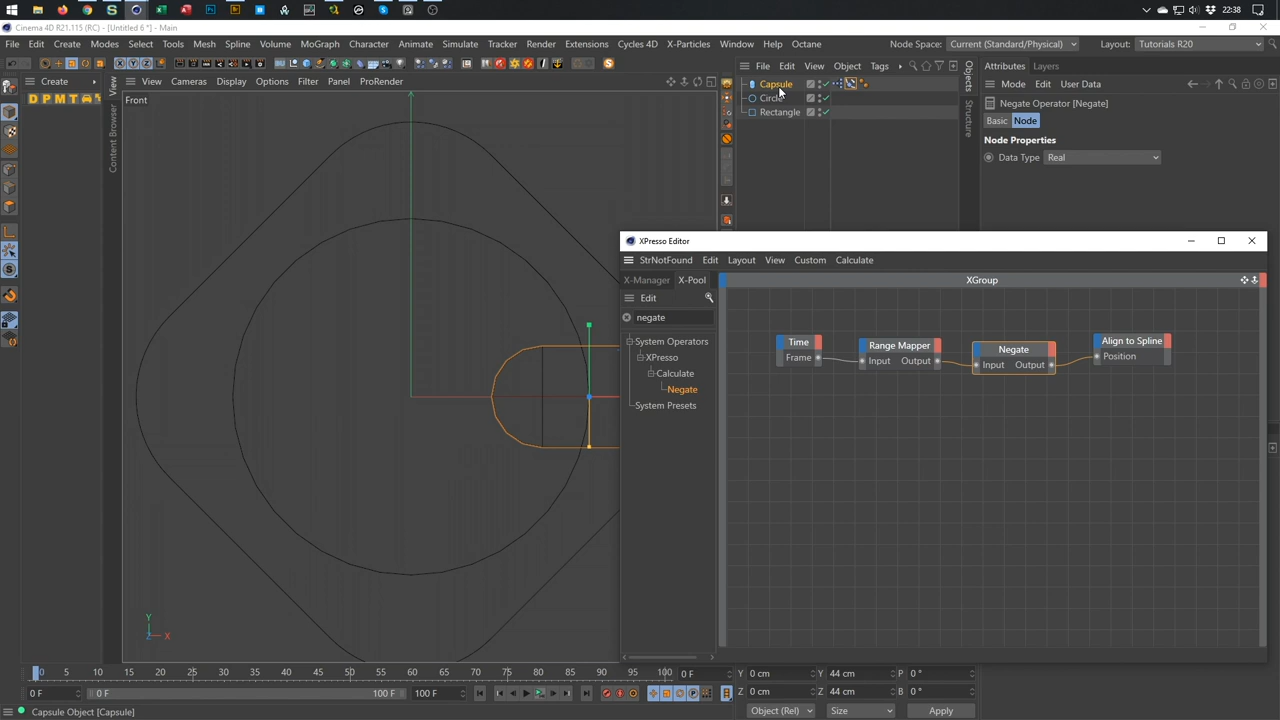 22:38
Cinema 4D R21.115 (RC) - [Untitled 6 *] - Main
File Edit Create Modes Select Tools Mesh Spline Volume MoGraph Character Animate Simulate Tracker Render Extensions Cycles 4D X-Particles Window Help Octane Node Space: Current (Standard/Physical) Layout: Tutorials R20
X Y Z
Create View Cameras Display Options Filter Panel ProRender File Edit View Object Tags Attributes Layers
D P M T
Mode Edit User Data
Front
View
Content Browser
Capsule
Circle
Rectangle
Objects
Structure
Negate Operator [Negate]
Basic Node
Node Properties
Data Type Real
XPresso Editor
StrNotFound Edit Layout View Custom Calculate
X-Manager X-Pool XGroup
Edit
negate
System Operators
XPresso
Calculate
Negate
System Presets
Time
Frame
Range Mapper
Input Output
Negate
Input Output
Align to Spline
Position
Y
Z X
0 5 10 15 20 25 30 35 40 45 50 55 60 65 70 75 80 85 90 95 100 0 F
0 F 0 F 100 F 100 F
Y 0 cm Y 44 cm P 0 °
Z 0 cm Z 44 cm B 0 °
Object (Rel) Size Apply
Capsule Object [Capsule]